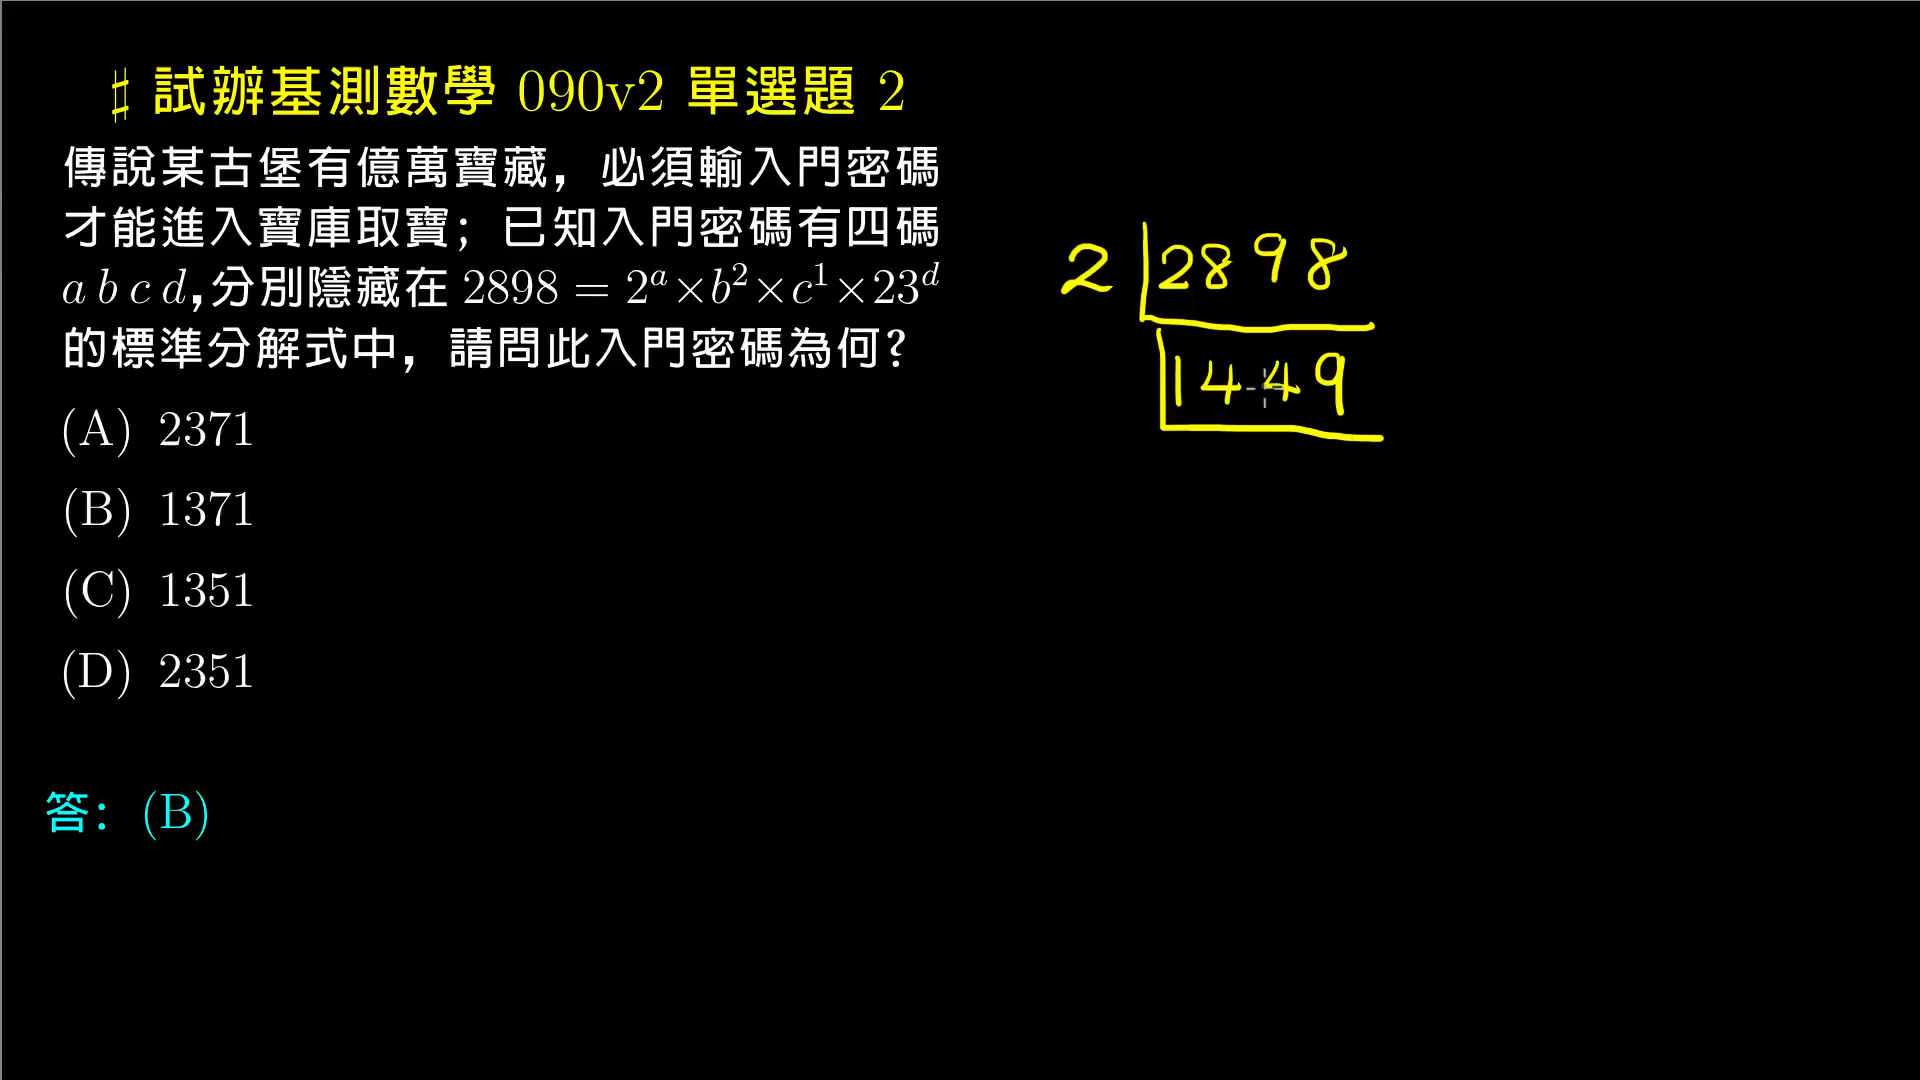 ♯ 試辦基測數學 090v2 單選題 2
傳說某古堡有億萬寶藏，必須輸入門密碼
才能進入寶庫取寶；已知入門密碼有四碼
a b c d,分別隱藏在 2898 = 2^a×b^2×c^1×23^d
的標準分解式中，請問此入門密碼為何？
(A) 2371
(B) 1371
(C) 1351
(D) 2351
答：(B)
2 2898
1449